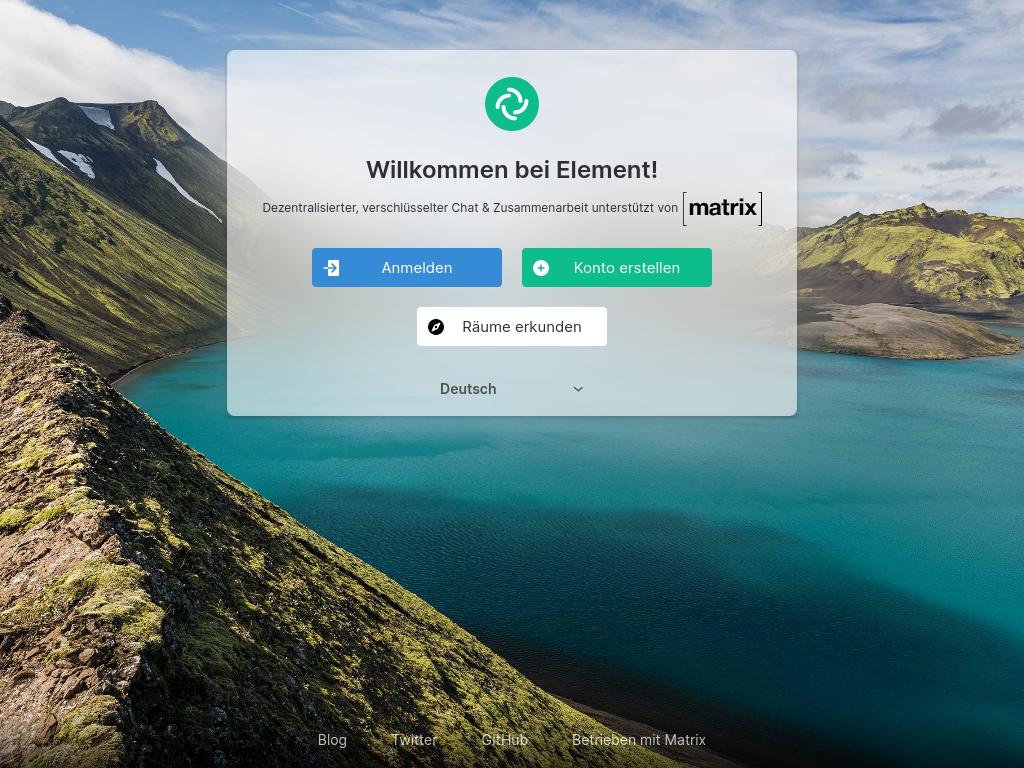 Willkommen bei Element!
Dezentralisierter, verschlüsselter Chat & Zusammenarbeit unterstützt von [matrix]
Anmelden
Konto erstellen
Räume erkunden
Deutsch
Blog Twitter GitHub Betrieben mit Matrix